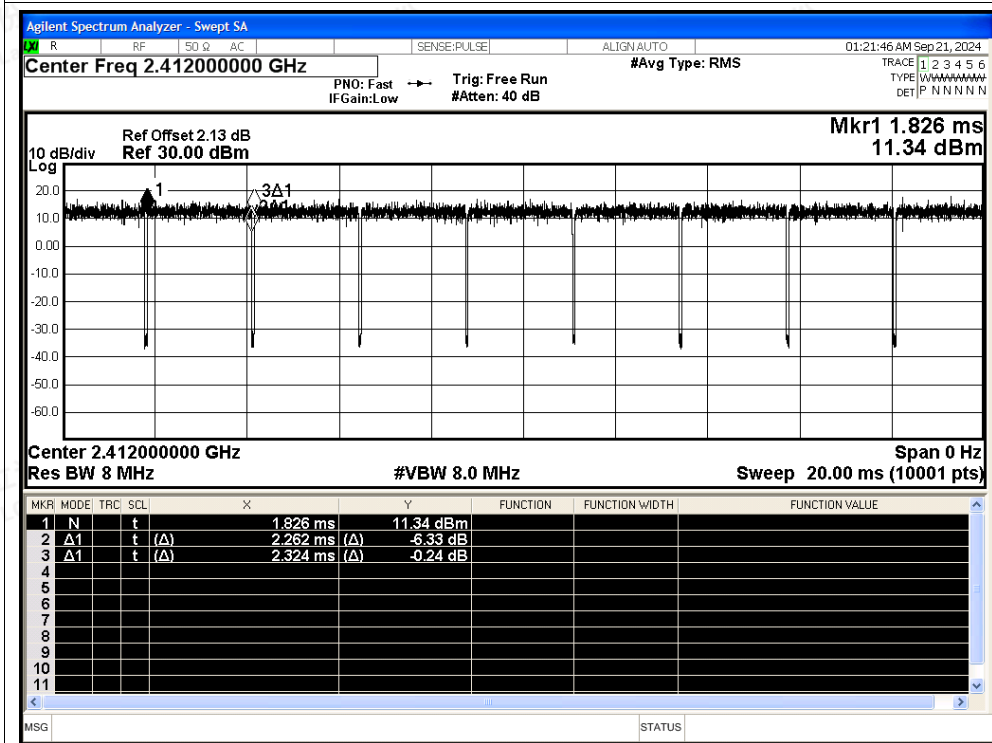 Agilent Spectrum Analyzer - Swept SA
LXI R RF 50 Ω AC SENSE:PULSE ALIGN AUTO 01:21:46 AM Sep 21, 2024
Center Freq 2.412000000 GHz #Avg Type: RMS TRACE 1 2 3 4 5 6
PNO: Fast Trig: Free Run TYPE W
IFGain:Low #Atten: 40 dB DET P N N N N N
Mkr1 1.826 ms
Ref Offset 2.13 dB
10 dB/div Ref 30.00 dBm 11.34 dBm
Log
20.0
1 3Δ1
2Δ1
10.0
0.00
-10.0
-20.0
-30.0
-40.0
-50.0
-60.0
Center 2.412000000 GHz Span 0 Hz
Res BW 8 MHz #VBW 8.0 MHz Sweep 20.00 ms (10001 pts)
MKR MODE TRC SCL X Y FUNCTION FUNCTION WIDTH FUNCTION VALUE
1 N t 1.826 ms 11.34 dBm
2 Δ1 t (Δ) 2.262 ms (Δ) -6.33 dB
3 Δ1 t (Δ) 2.324 ms (Δ) -0.24 dB
4
5
6
7
8
9
10
11
MSG STATUS